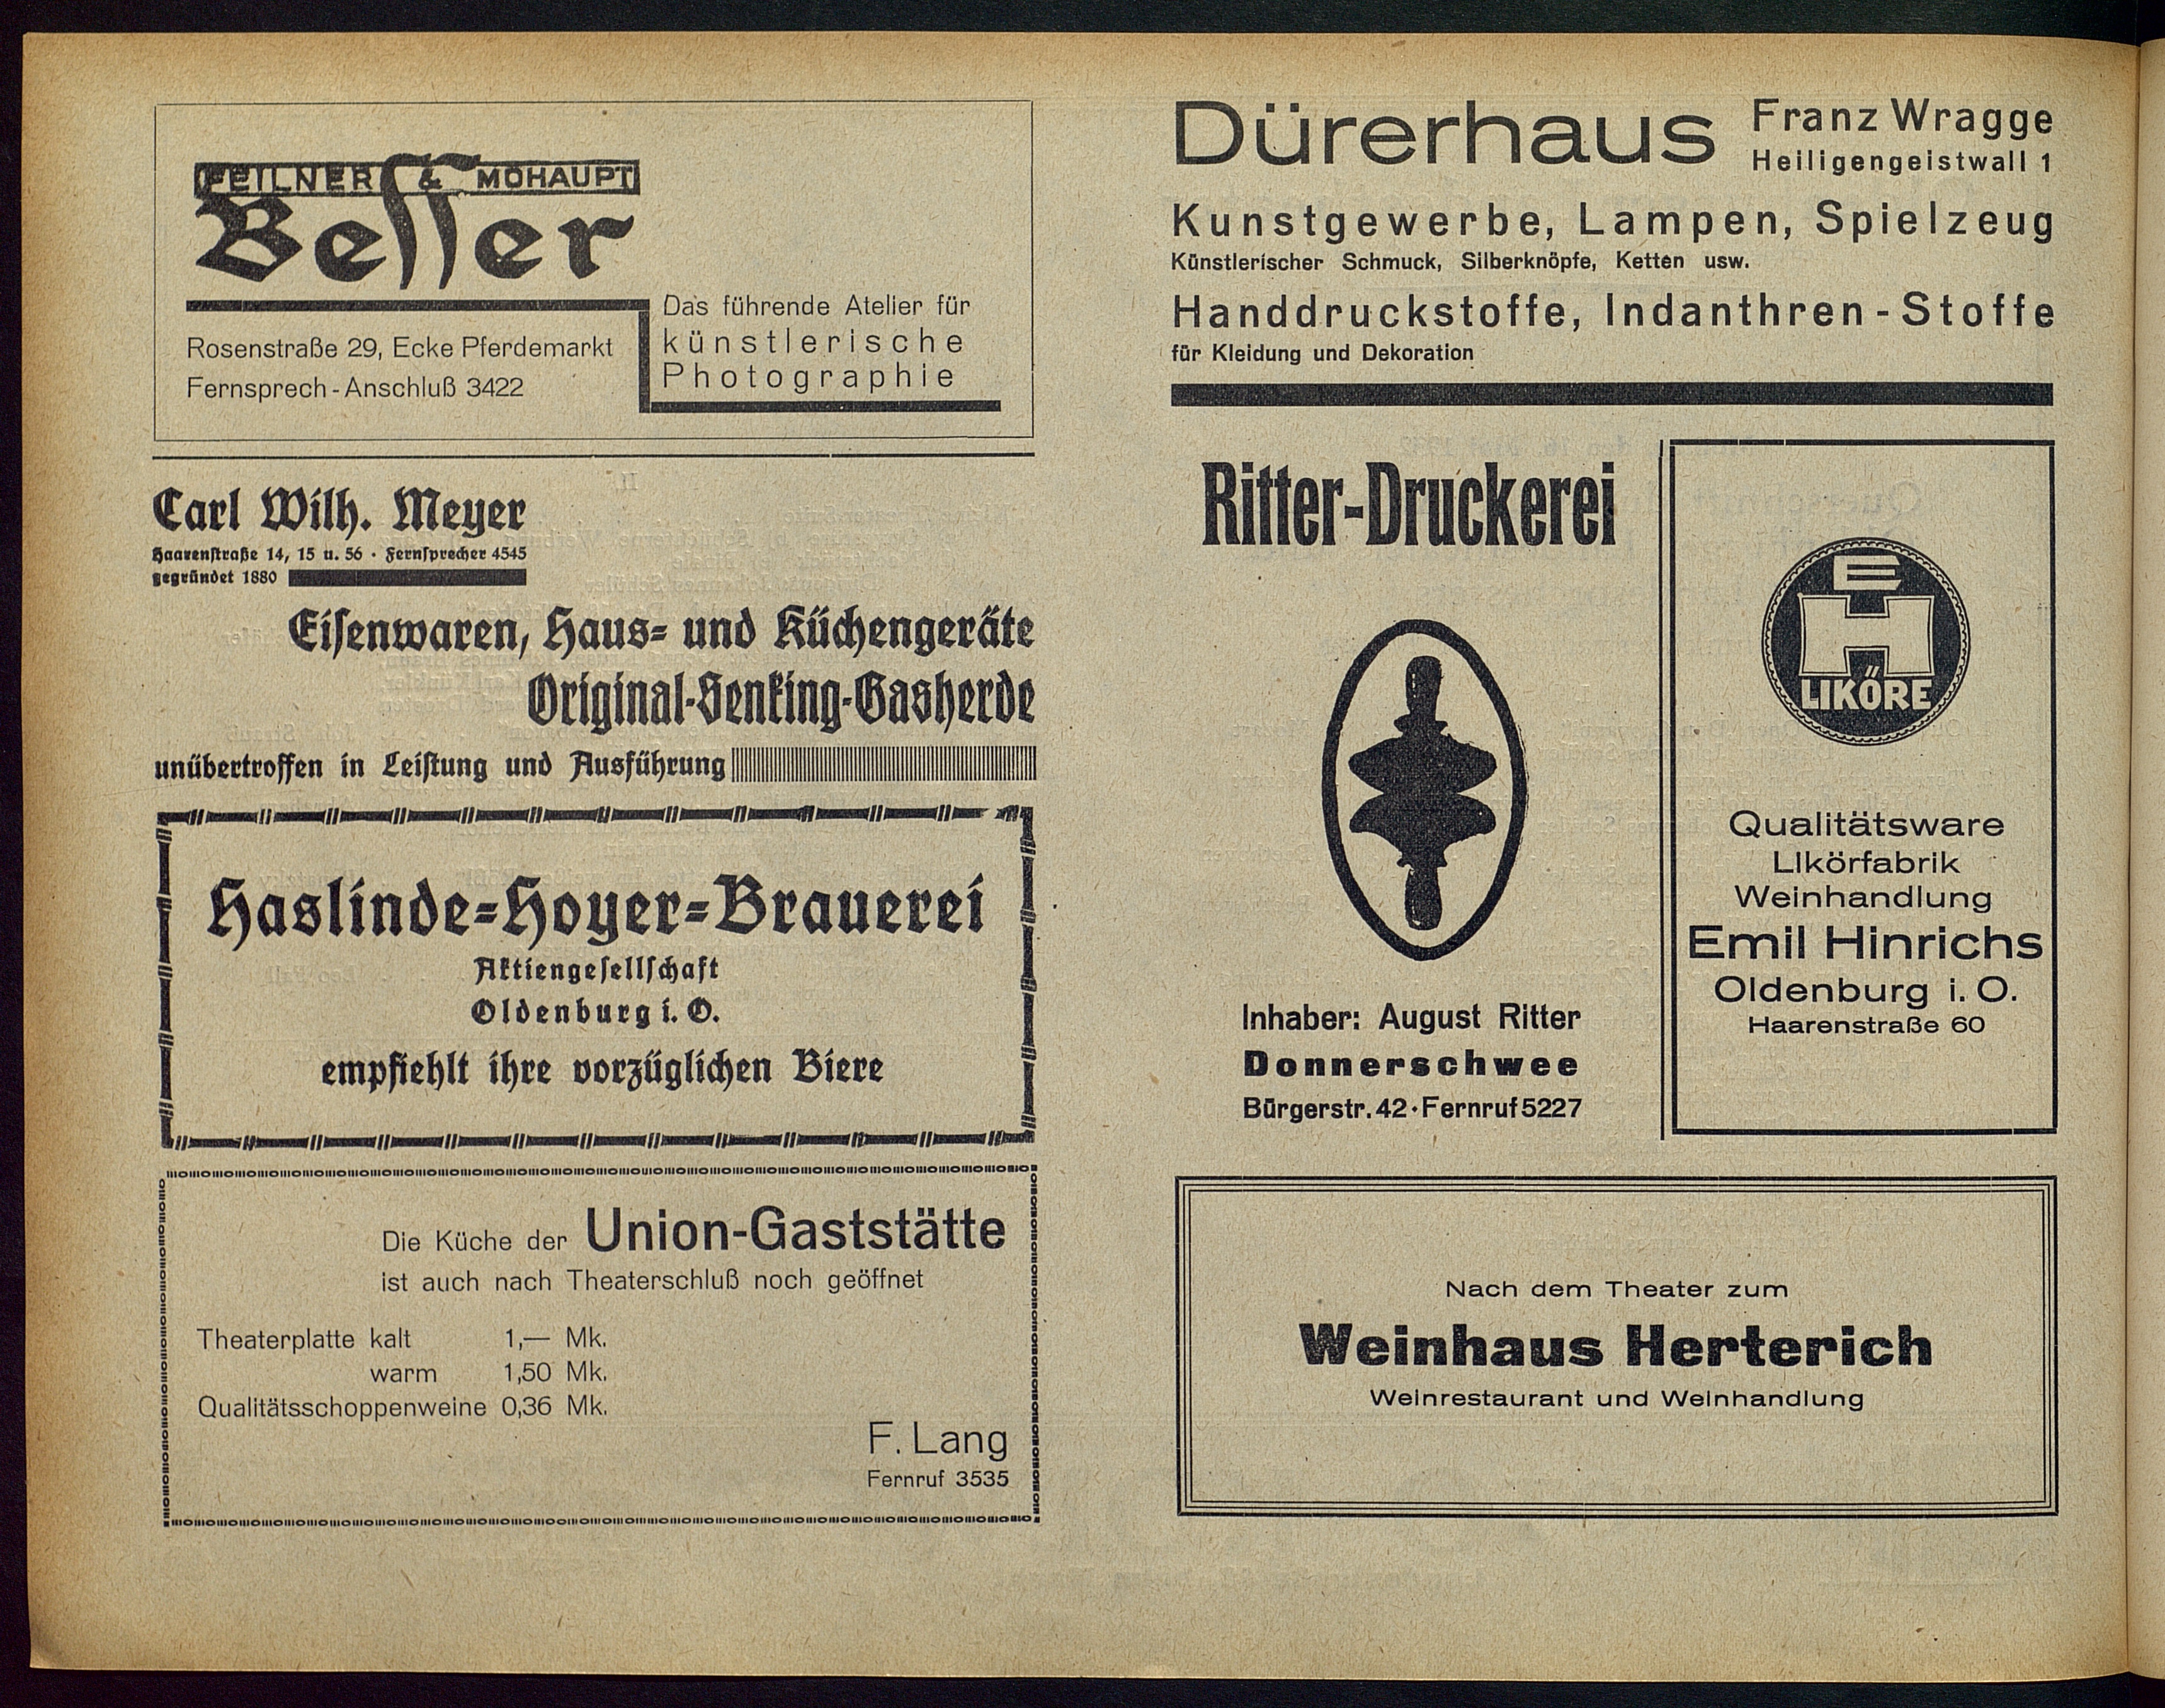 FEILNER & MOHAUPT
Besser
Das führende Atelier für
künstlerische
Photographie
Rosenstraße 29, Ecke Pferdemarkt
Fernsprech-Anschluß 3422
Carl Wilh. Meyer
Haarenstraße 14, 15 u. 56 · Fernsprecher 4545
gegründet 1880
Eisenwaren, Haus- und Küchengeräte
Original-Senking-Gasherde
unübertroffen in Leistung und Ausführung
Haslinde-Hoyer-Brauerei
Aktiengesellschaft
Oldenburg i. O.
empfiehlt ihre vorzüglichen Biere
Die Küche der Union-Gaststätte
ist auch nach Theaterschluß noch geöffnet
Theaterplatte kalt 1,— Mk.
warm 1,50 Mk.
Qualitätsschoppenweine 0,36 Mk.
F. Lang
Fernruf 3535
Dürerhaus Franz Wragge
Heiligengeistwall 1
Kunstgewerbe, Lampen, Spielzeug
Künstlerischer Schmuck, Silberknöpfe, Ketten usw.
Handdruckstoffe, Indanthren-Stoffe
für Kleidung und Dekoration
Ritter-Druckerei
Inhaber: August Ritter
Donnerschwee
Bürgerstr. 42 · Fernruf 5227
E
H
LIKÖRE
Qualitätsware
Likörfabrik
Weinhandlung
Emil Hinrichs
Oldenburg i. O.
Haarenstraße 60
Nach dem Theater zum
Weinhaus Herterich
Weinrestaurant und Weinhandlung